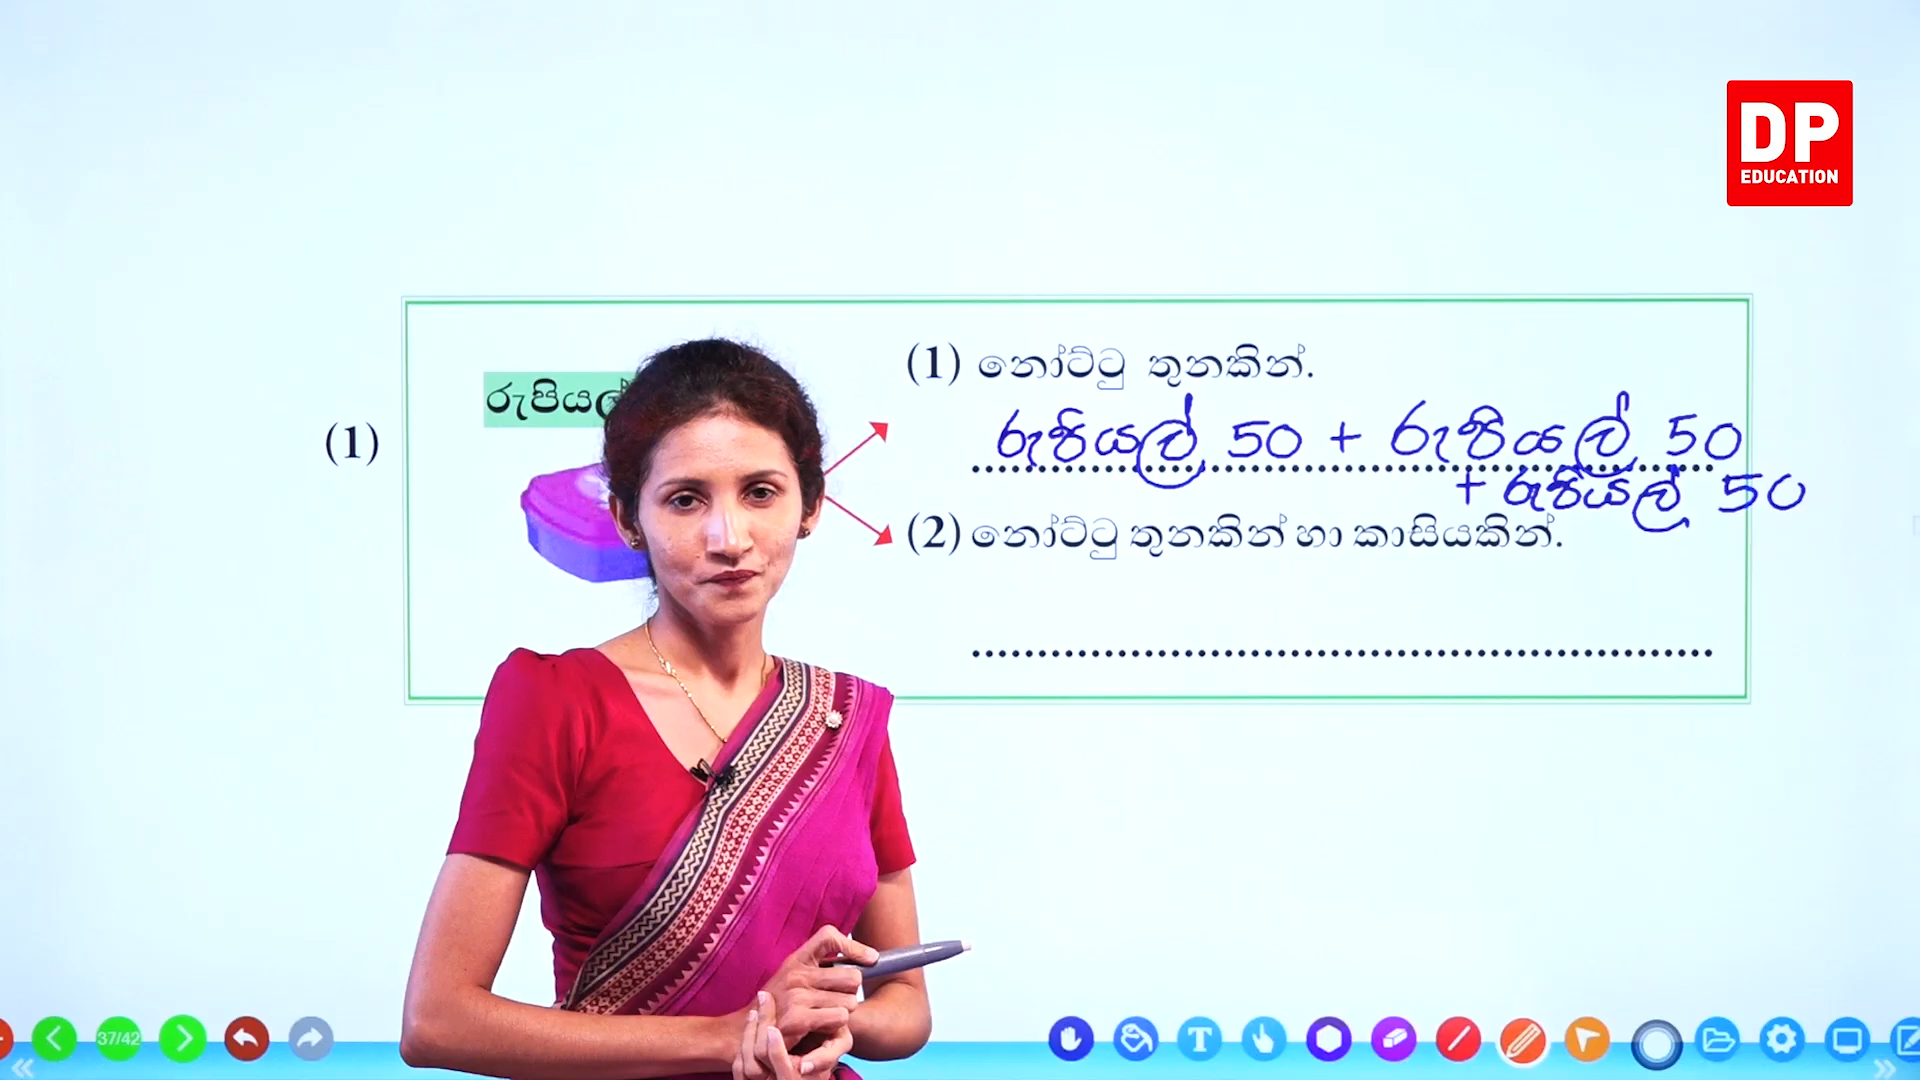 DP
EDUCATION
(1)
රුපියල්
(1) නෝට්ටු තුනකින්.
රුපියල් 50 + රුපියල් 50
+ රුපියල් 50
(2) නෝට්ටු තුනකින් හා කාසියකින්.
37/42
T